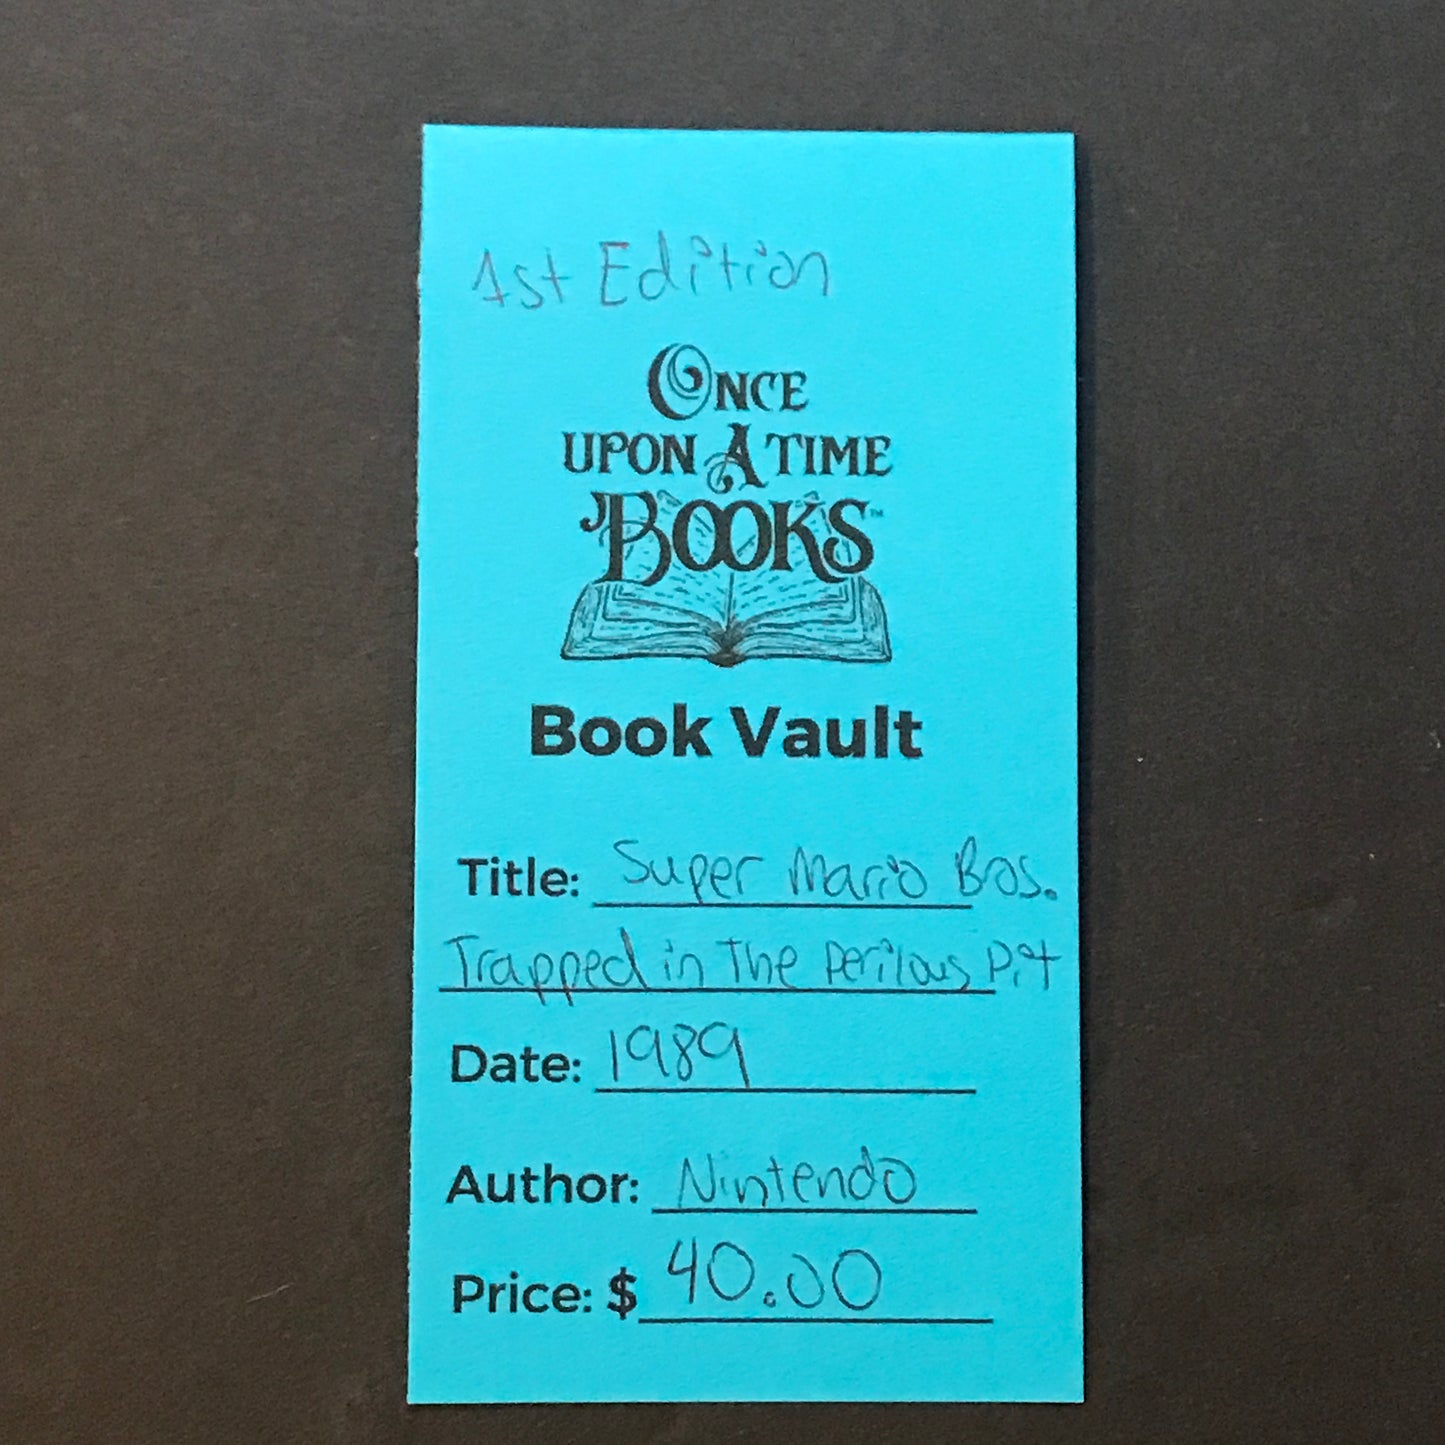 1st Edition
ONCE
UPON A TIME
BOOKS™
Book Vault
Title: Super Mario Bros.
Trapped in The Perilous Pit
Date: 1989
Author: Nintendo
Price: $ 40.00